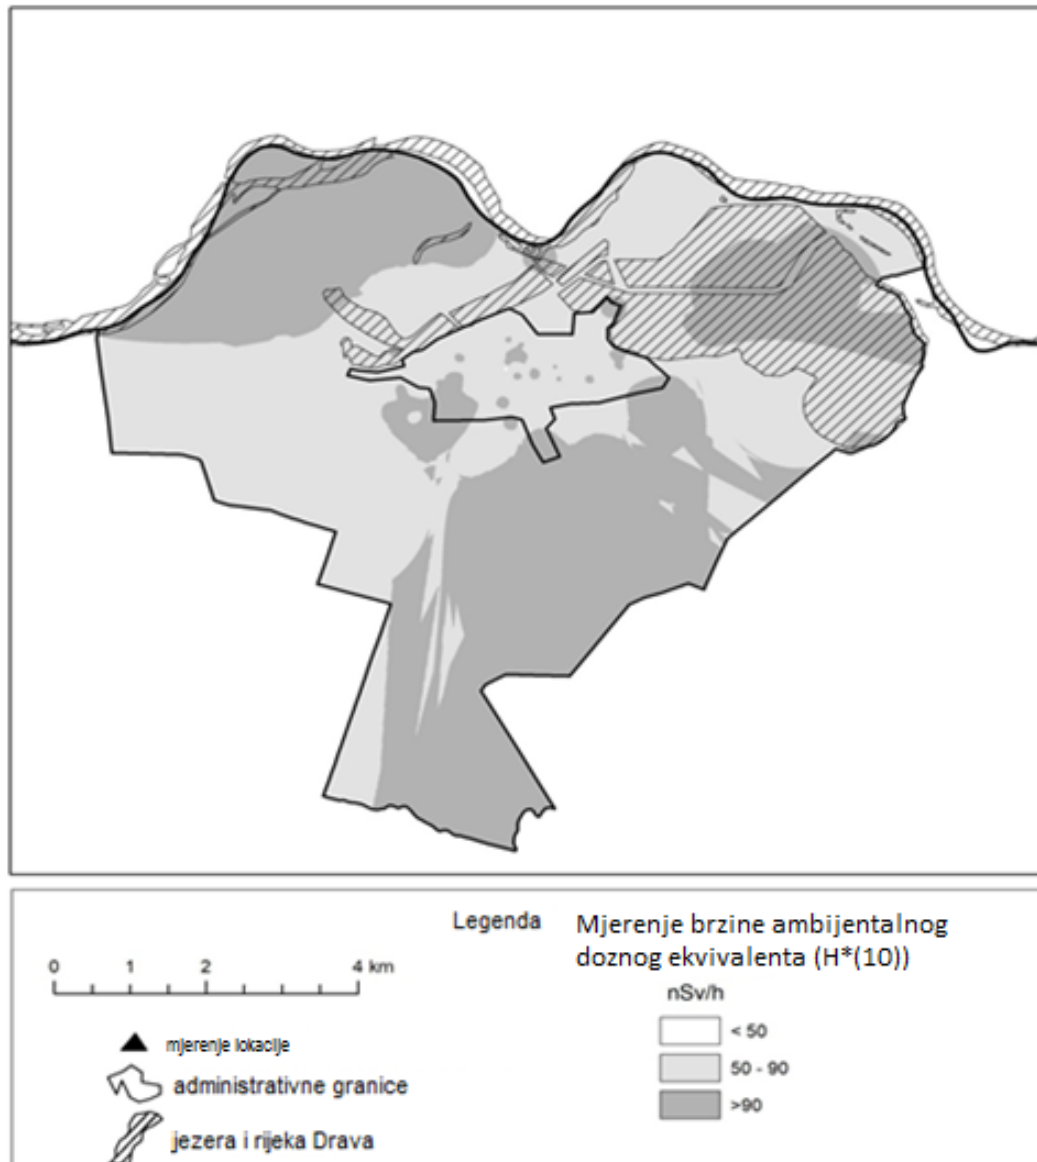 Legenda
Mjerenje brzine ambijentalnog
doznog ekvivalenta (H*(10))
nSv/h
< 50
50 - 90
>90
0 1 2 4 km
mjerenje lokacije
administrativne granice
jezera i rijeka Drava